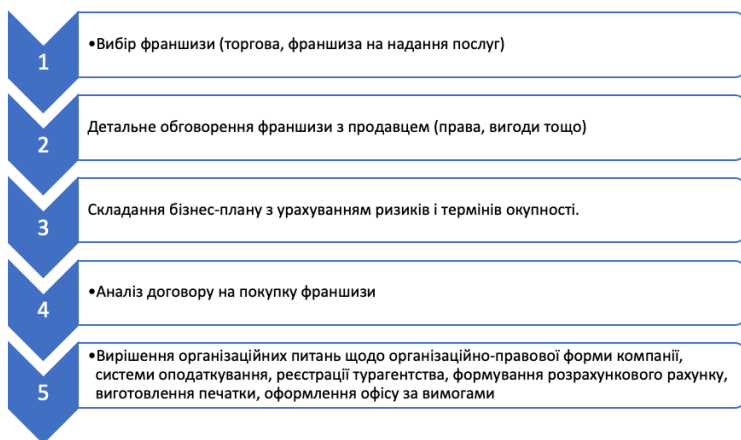 1
•Вибір франшизи (торгова, франшиза на надання послуг)
2
Детальне обговорення франшизи з продавцем (права, вигоди тощо)
3
Складання бізнес-плану з урахуванням ризиків і термінів окупності.
4
•Аналіз договору на покупку франшизи
5
•Вирішення організаційних питань щодо організаційно-правової форми компанії,
системи оподаткування, реєстрації турагентства, формування розрахункового рахунку,
виготовлення печатки, оформлення офісу за вимогами